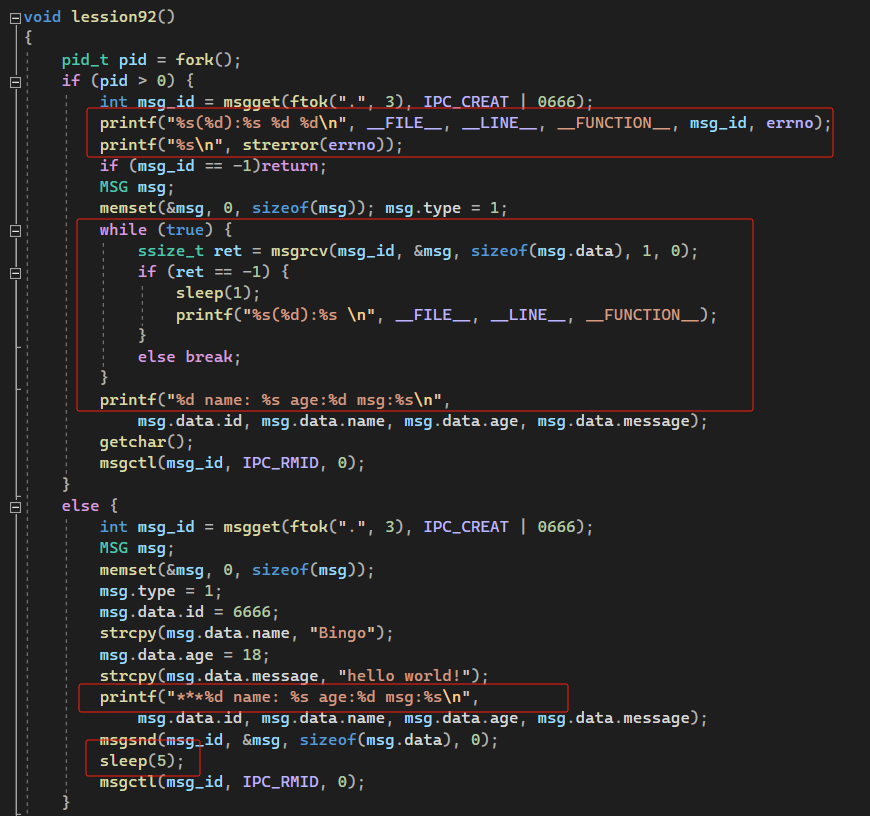 void lession92()
{
    pid_t pid = fork();
    if (pid > 0) {
        int msg_id = msgget(ftok(".", 3), IPC_CREAT | 0666);
        printf("%s(%d):%s %d %d\n", __FILE__, __LINE__, __FUNCTION__, msg_id, errno);
        printf("%s\n", strerror(errno));
        if (msg_id == -1)return;
        MSG msg;
        memset(&msg, 0, sizeof(msg)); msg.type = 1;
        while (true) {
            ssize_t ret = msgrcv(msg_id, &msg, sizeof(msg.data), 1, 0);
            if (ret == -1) {
                sleep(1);
                printf("%s(%d):%s \n", __FILE__, __LINE__, __FUNCTION__);
            }
            else break;
        }
        printf("%d name: %s age:%d msg:%s\n",
            msg.data.id, msg.data.name, msg.data.age, msg.data.message);
        getchar();
        msgctl(msg_id, IPC_RMID, 0);
    }
    else {
        int msg_id = msgget(ftok(".", 3), IPC_CREAT | 0666);
        MSG msg;
        memset(&msg, 0, sizeof(msg));
        msg.type = 1;
        msg.data.id = 6666;
        strcpy(msg.data.name, "Bingo");
        msg.data.age = 18;
        strcpy(msg.data.message, "hello world!");
        printf("***%d name: %s age:%d msg:%s\n",
            msg.data.id, msg.data.name, msg.data.age, msg.data.message);
        msgsnd(msg_id, &msg, sizeof(msg.data), 0);
        sleep(5);
        msgctl(msg_id, IPC_RMID, 0);
    }